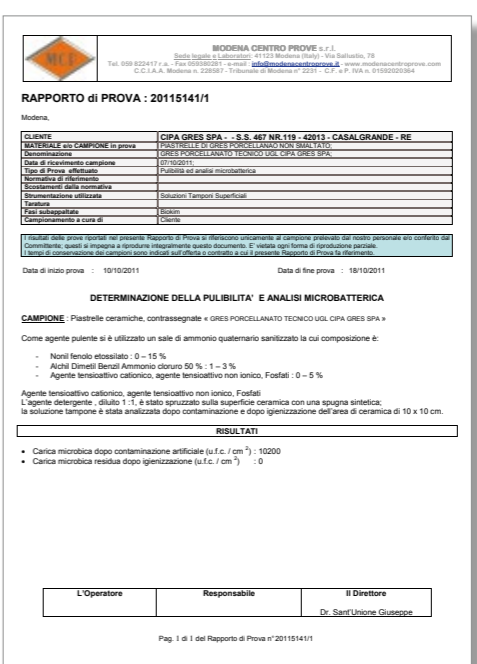 MCP
MODENA CENTRO PROVE s.r.l.
Sede legale e Laboratori: 41123 Modena (Italy) - Via Sallustio, 78
Tel. 059 822417 r.a. - Fax 059380281 - e-mail : info@modenacentroprove.it - www.modenacentroprove.com
C.C.I.A.A. Modena n. 228587 - Tribunale di Modena n° 2231 - C.F. e P. IVA n. 01592020364
RAPPORTO di PROVA : 20115141/1
Modena,
CLIENTE CIPA GRES SPA - - S.S. 467 NR.119 - 42013 - CASALGRANDE - RE
MATERIALE e/o CAMPIONE in prova PIASTRELLE DI GRES PORCELLANAO NON SMALTATO;
Denominazione GRES PORCELLANATO TECNICO UGL CIPA GRES SPA;
Data di ricevimento campione 07/10/2011;
Tipo di Prova effettuato Pulibilità ed analisi microbatterica
Normativa di riferimento
Scostamenti dalla normativa
Strumentazione utilizzata Soluzioni Tamponi Superficiali
Taratura
Fasi subappaltate Biokim
Campionamento a cura di Cliente
I risultati delle prove riportati nel presente Rapporto di Prova si riferiscono unicamente al campione prelevato dal nostro personale e/o conferito dal
Committente; questi si impegna a riprodurre integralmente questo documento. E' vietata ogni forma di riproduzione parziale.
I tempi di conservazione dei campioni sono indicati sull'offerta o contratto a cui il presente Rapporto di Prova fa riferimento.
Data di inizio prova : 10/10/2011 Data di fine prova : 18/10/2011
DETERMINAZIONE DELLA PULIBILITA' E ANALISI MICROBATTERICA
CAMPIONE : Piastrelle ceramiche, contrassegnate « GRES PORCELLANATO TECNICO UGL CIPA GRES SPA »
Come agente pulente si è utilizzato un sale di ammonio quaternario sanitizzato la cui composizione è:
- Nonil fenolo etossilato : 0 – 15 %
- Alchil Dimetil Benzil Ammonio cloruro 50 % : 1 – 3 %
- Agente tensioattivo cationico, agente tensioattivo non ionico, Fosfati : 0 – 5 %
Agente tensioattivo cationico, agente tensioattivo non ionico, Fosfati
L'agente detergente , diluito 1 :1, è stato spruzzato sulla superficie ceramica con una spugna sintetica;
la soluzione tampone è stata analizzata dopo contaminazione e dopo igienizzazione dell'area di ceramica di 10 x 10 cm.
RISULTATI
• Carica microbica dopo contaminazione artificiale (u.f.c. / cm ²) : 10200
• Carica microbica residua dopo igienizzazione (u.f.c. / cm ²) : 0
L'Operatore Responsabile Il Direttore
Dr. Sant'Unione Giuseppe
Pag. 1 di 1 del Rapporto di Prova n° 20115141/1